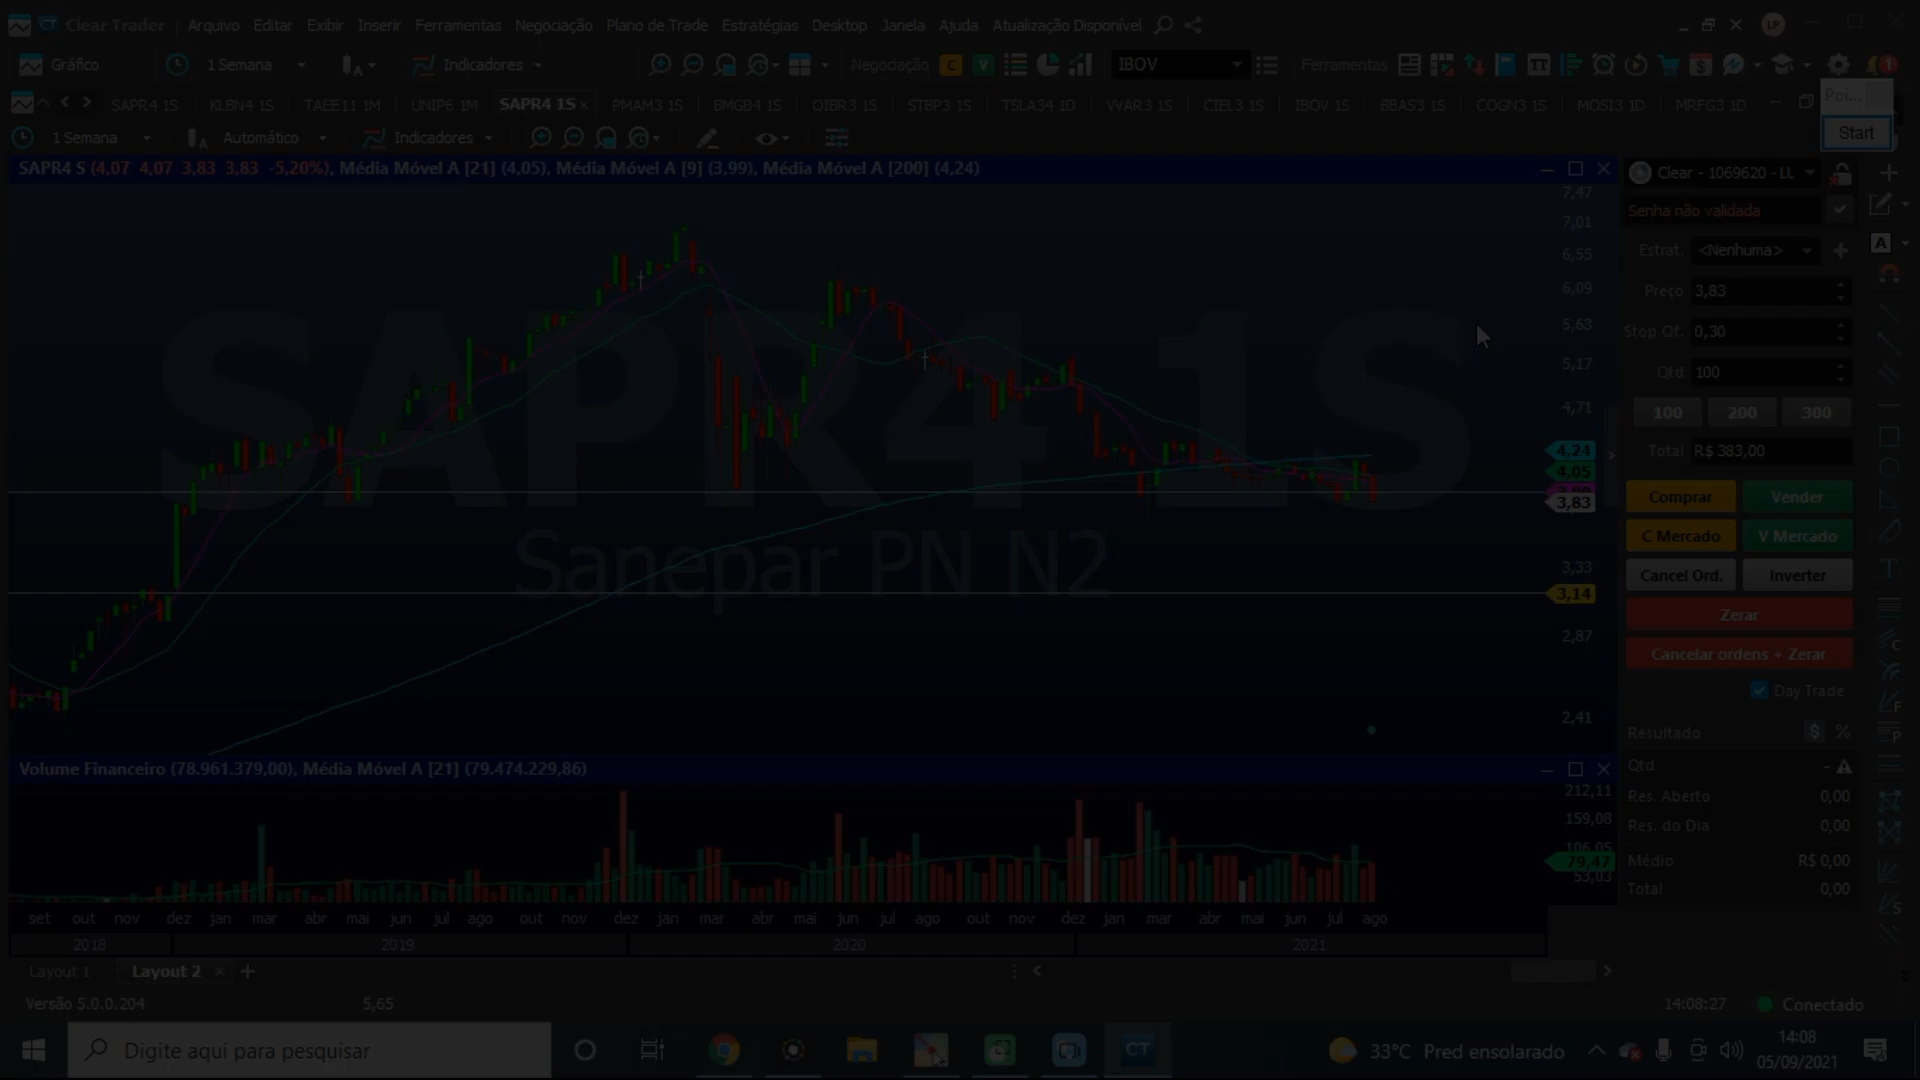 Clear Trader Arquivo Editar Exibir Inserir Ferramentas Negociação Plano de Trade Estratégias Desktop Janela Ajuda Atualização Disponível LP
Gráfico 1 Semana A Indicadores Negociação C V IBOV Ferramentas TT $ 1
SAPR4 1S KLBN4 1S TAEE11 1M UNIP6 1M SAPR4 1S PMAM3 1S BMGB4 1S OIBR3 1S STBP3 1S TSLA34 1D VVAR3 1S CIEL3 1S IBOV 1S BBAS3 1S COGN3 1S MOSI3 1D MRFG3 1D Poi...
1 Semana A Automático Indicadores Start
SAPR4 S (4,07 4,07 3,83 3,83 -5,20%), Média Móvel A [21] (4,05), Média Móvel A [9] (3,99), Média Móvel A [200] (4,24)
SAPR4 1S
Sanepar PN N2
7,47
7,01
6,55
6,09
5,63
5,17
4,71
4,24
4,05
3,83
3,33
3,14
2,87
2,41
Clear - 1069620 - LL
Senha não validada
A
Estrat. <Nenhuma>
Preço 3,83
Stop Of. 0,30
Qtd 100
100 200 300
Total R$ 383,00
Comprar Vender
C Mercado V Mercado
Cancel Ord. Inverter
Zerar
Cancelar ordens + Zerar
Day Trade
Resultado $ %
Qtd -
Res. Aberto 0,00
Res. do Dia 0,00
Médio R$ 0,00
Total 0,00
T
C
F
P
S
Volume Financeiro (78.961.379,00), Média Móvel A [21] (79.474.229,86)
212,11
159,08
106,05
79,47
53,03
set out nov dez jan mar abr mai jun jul ago out nov dez jan mar abr mai jun jul ago out nov dez jan mar abr mai jun jul ago
2018 2019 2020 2021
Layout 1 Layout 2
Versão 5.0.0.204 5,65 14:08:27 Conectado
Digite aqui para pesquisar CT 33°C Pred ensolarado 14:08
05/09/2021